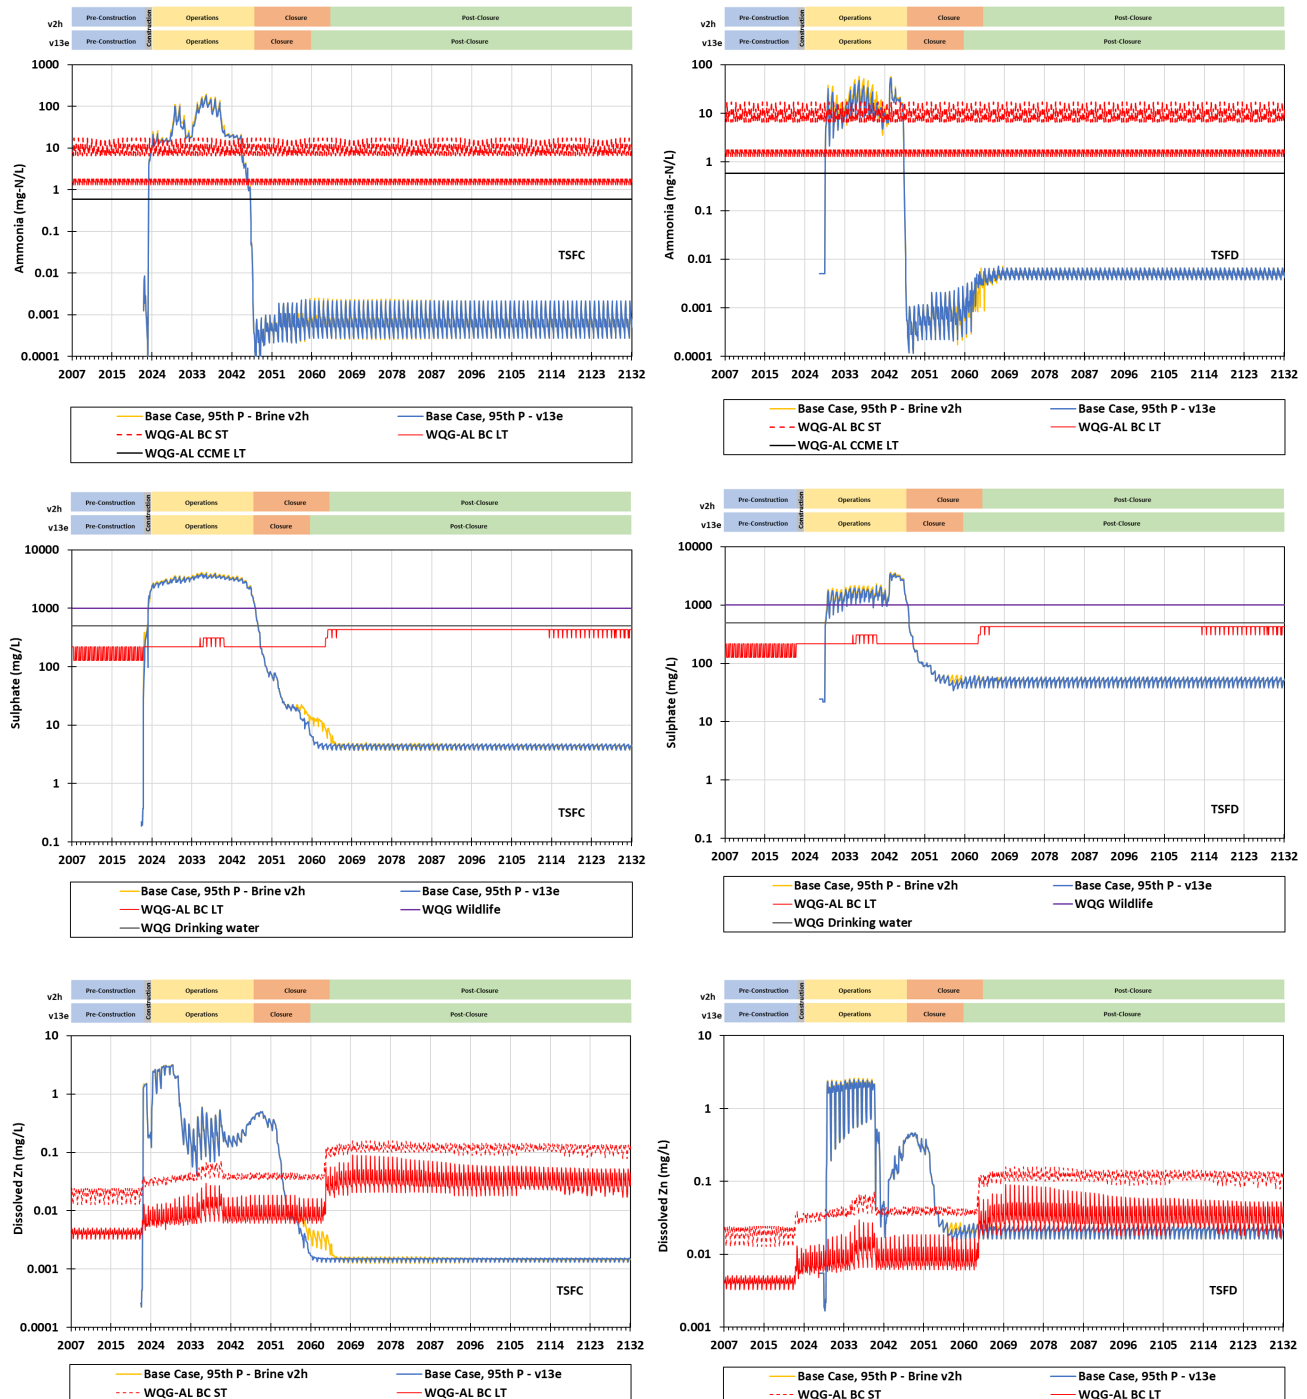 v2h Pre-Construction Construction Operations Closure Post-Closure
v13e Pre-Construction Operations Closure Post-Closure
Ammonia (mg-N/L)
1000
100
10
1
0.1
0.01
0.001
0.0001
TSFC
2007 2015 2024 2033 2042 2051 2060 2069 2078 2087 2096 2105 2114 2123 2132
Base Case, 95th P - Brine v2h Base Case, 95th P - v13e
WQG-AL BC ST WQG-AL BC LT
WQG-AL CCME LT
v2h Pre-Construction Construction Operations Closure Post-Closure
v13e Pre-Construction Operations Closure Post-Closure
Ammonia (mg-N/L)
100
10
1
0.1
0.01
0.001
0.0001
TSFD
2007 2015 2024 2033 2042 2051 2060 2069 2078 2087 2096 2105 2114 2123 2132
Base Case, 95th P - Brine v2h Base Case, 95th P - v13e
WQG-AL BC ST WQG-AL BC LT
WQG-AL CCME LT
v2h Pre-Construction Construction Operations Closure Post-Closure
v13e Pre-Construction Operations Closure Post-Closure
Sulphate (mg/L)
10000
1000
100
10
1
0.1
TSFC
2007 2015 2024 2033 2042 2051 2060 2069 2078 2087 2096 2105 2114 2123 2132
Base Case, 95th P - Brine v2h Base Case, 95th P - v13e
WQG-AL BC LT WQG Wildlife
WQG Drinking water
v2h Pre-Construction Construction Operations Closure Post-Closure
v13e Pre-Construction Operations Closure Post-Closure
Sulphate (mg/L)
10000
1000
100
10
1
0.1
TSFD
2007 2015 2024 2033 2042 2051 2060 2069 2078 2087 2096 2105 2114 2123 2132
Base Case, 95th P - Brine v2h Base Case, 95th P - v13e
WQG-AL BC LT WQG Wildlife
WQG Drinking water
v2h Pre-Construction Construction Operations Closure Post-Closure
v13e Pre-Construction Operations Closure Post-Closure
Dissolved Zn (mg/L)
10
1
0.1
0.01
0.001
0.0001
TSFC
2007 2015 2024 2033 2042 2051 2060 2069 2078 2087 2096 2105 2114 2123 2132
Base Case, 95th P - Brine v2h Base Case, 95th P - v13e
WQG-AL BC ST WQG-AL BC LT
v2h Pre-Construction Construction Operations Closure Post-Closure
v13e Pre-Construction Operations Closure Post-Closure
Dissolved Zn (mg/L)
10
1
0.1
0.01
0.001
TSFD
2007 2015 2024 2033 2042 2051 2060 2069 2078 2087 2096 2105 2114 2123 2132
Base Case, 95th P - Brine v2h Base Case, 95th P - v13e
WQG-AL BC ST WQG-AL BC LT